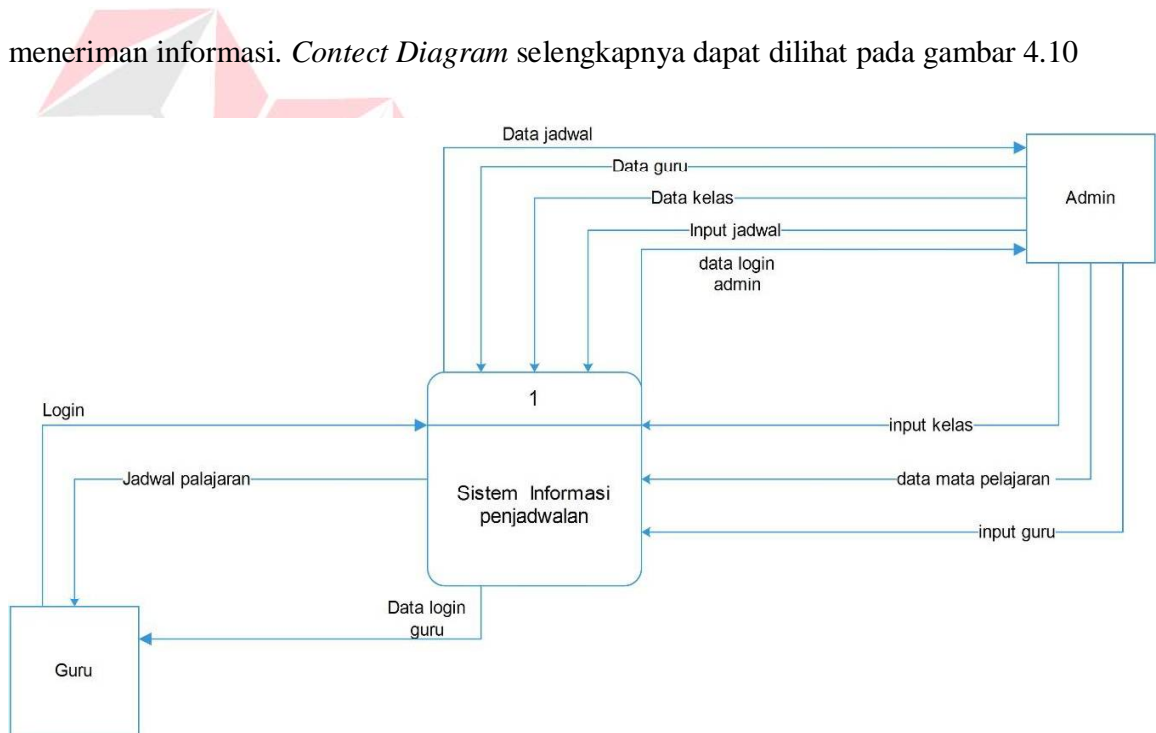 meneriman informasi. Contect Diagram selengkapnya dapat dilihat pada gambar 4.10
Data jadwal
Data guru
Data kelas
Admin
Input jadwal
data login
admin
1
Login
input kelas
Jadwal palajaran
data mata pelajaran
Sistem Informasi
penjadwalan
input guru
Data login
guru
Guru